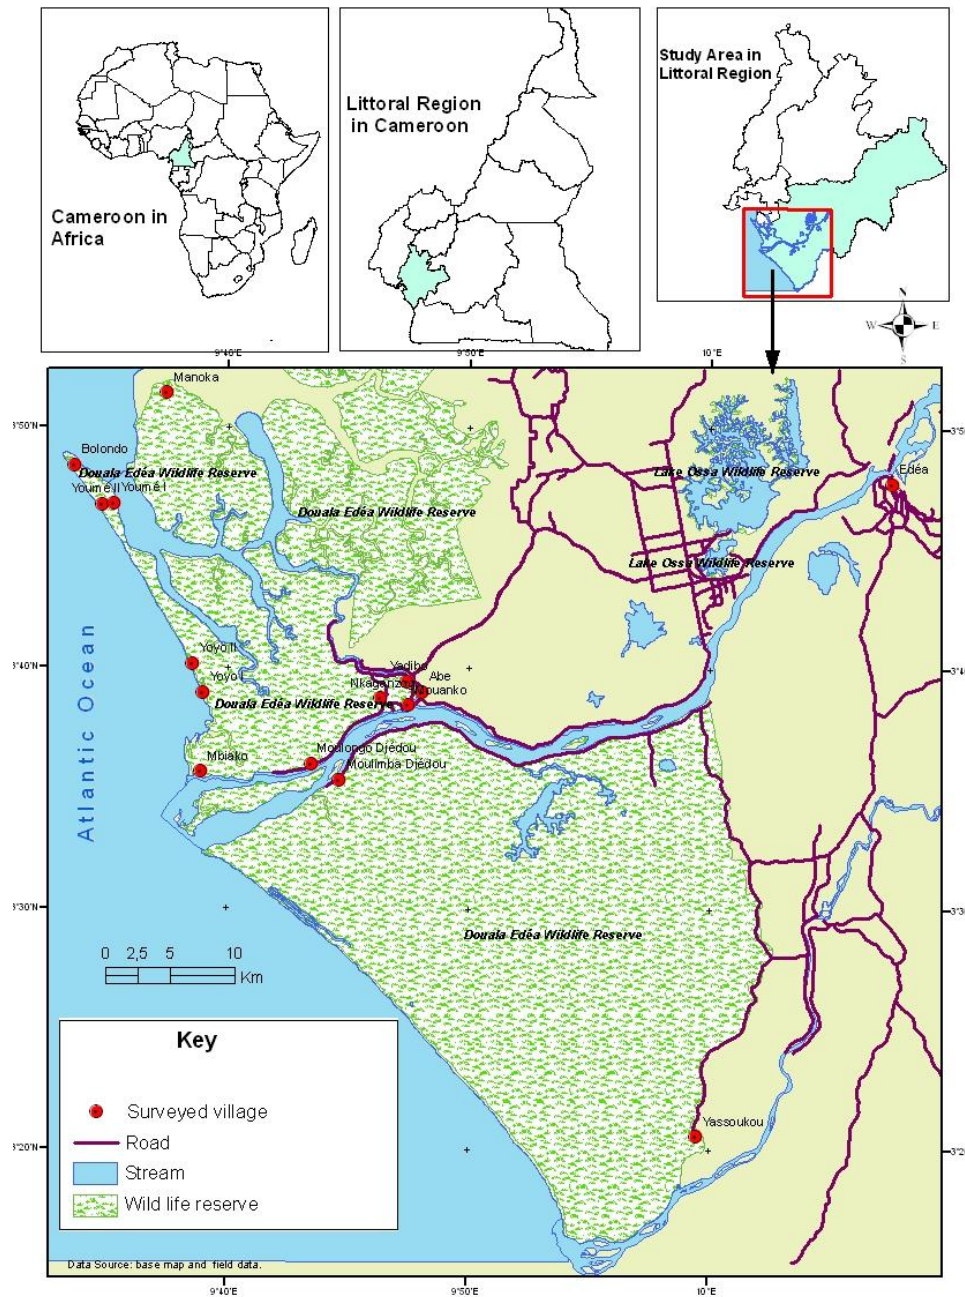 Cameroon in
Africa
Littoral Region
in Cameroon
Study Area in
Littoral Region
N
W
E
S
9°40'E
9°50'E
10°E
Manoka
3°50'N
Bolondo
Douala Edéa Wildlife Reserve
Lake Ossa Wildlife Reserve
Edéa
Youmé II
Youmé I
Douala Edéa Wildlife Reserve
Lake Ossa Wildlife Reserve
Atlantic Ocean
Yoyo II
3°40'N
Yadibo
Abe
Yoyo I
Douala Edéa Wildlife Reserve
Mbiako
Moulongo Djédou
Moulimba Djédou
3°30'N
Douala Edéa Wildlife Reserve
0 2,5 5 10
Km
Key
Surveyed village
Road
Stream
Wild life reserve
Yassoukou
3°20'N
Data Source: base map and field data.
9°40'E
9°50'E
10°E